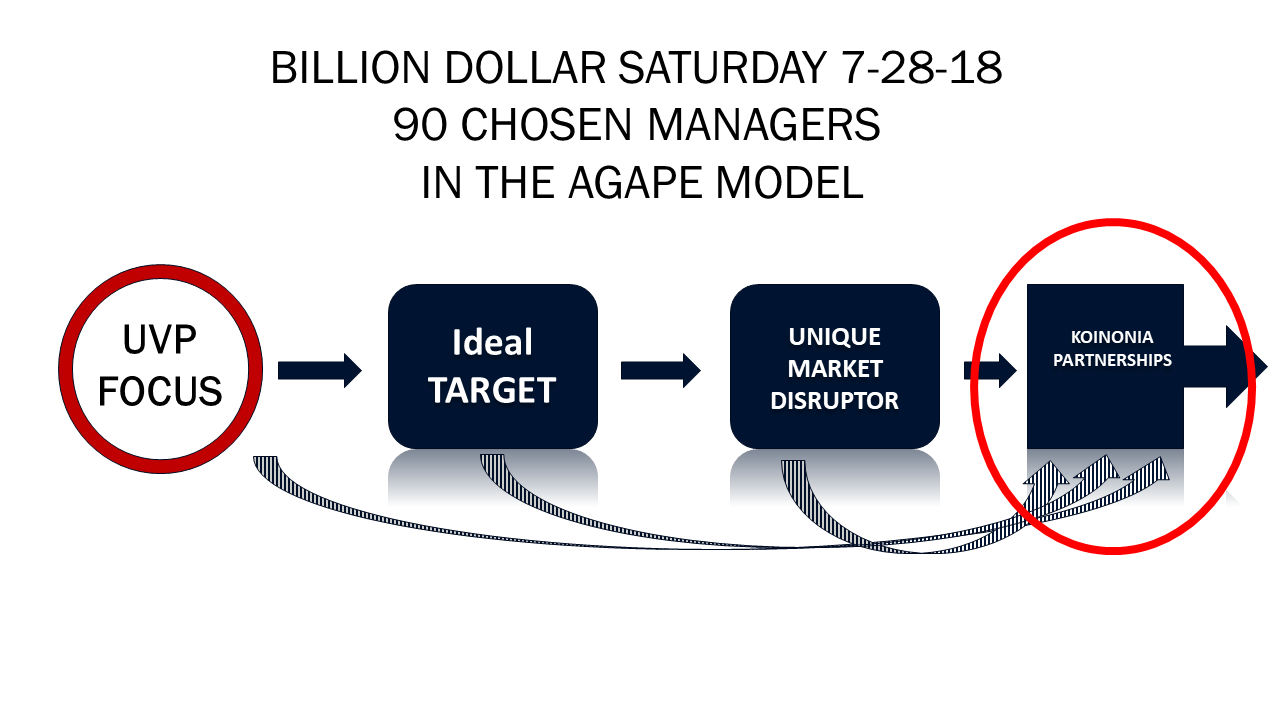 BILLION DOLLAR SATURDAY 7-28-18
90 CHOSEN MANAGERS
IN THE AGAPE MODEL
UVP
FOCUS
Ideal
TARGET
UNIQUE
MARKET
DISRUPTOR
KOINONIA
PARTNERHIPS